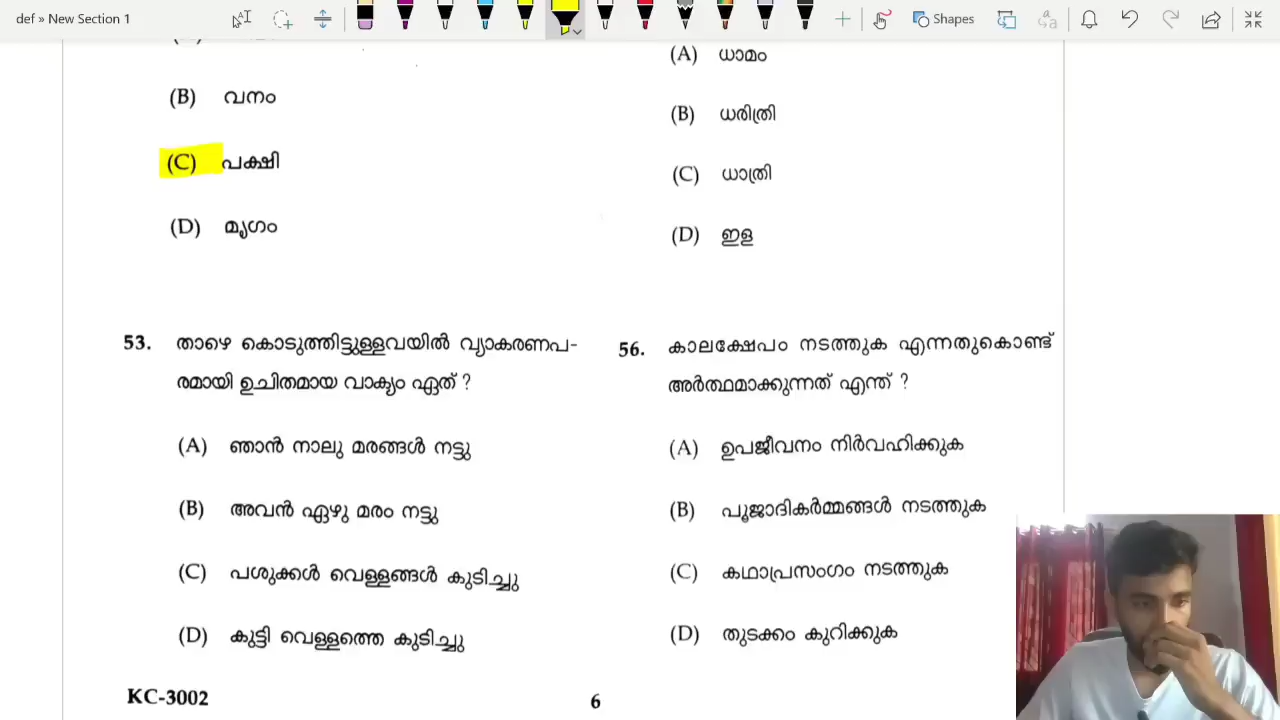 def » New Section 1
Shapes
(B) വനം
(C) പക്ഷി
(D) മൃഗം
53. താഴെ കൊടുത്തിട്ടുള്ളവയിൽ വ്യാകരണപ-
രമായി ഉചിതമായ വാക്യം ഏത് ?
(A) ഞാൻ നാലു മരങ്ങൾ നട്ടു
(B) അവൻ ഏഴു മരം നട്ടു
(C) പശുക്കൾ വെള്ളങ്ങൾ കുടിച്ചു
(D) കുട്ടി വെള്ളത്തെ കുടിച്ചു
(A) ധാമം
(B) ധരിത്രി
(C) ധാത്രി
(D) ഇള
56. കാലക്ഷേപം നടത്തുക എന്നതുകൊണ്ട്
അർത്ഥമാക്കുന്നത് എന്ത് ?
(A) ഉപജീവനം നിർവഹിക്കുക
(B) പൂജാദികർമ്മങ്ങൾ നടത്തുക
(C) കഥാപ്രസംഗം നടത്തുക
(D) തുടക്കം കുറിക്കുക
KC-3002
6